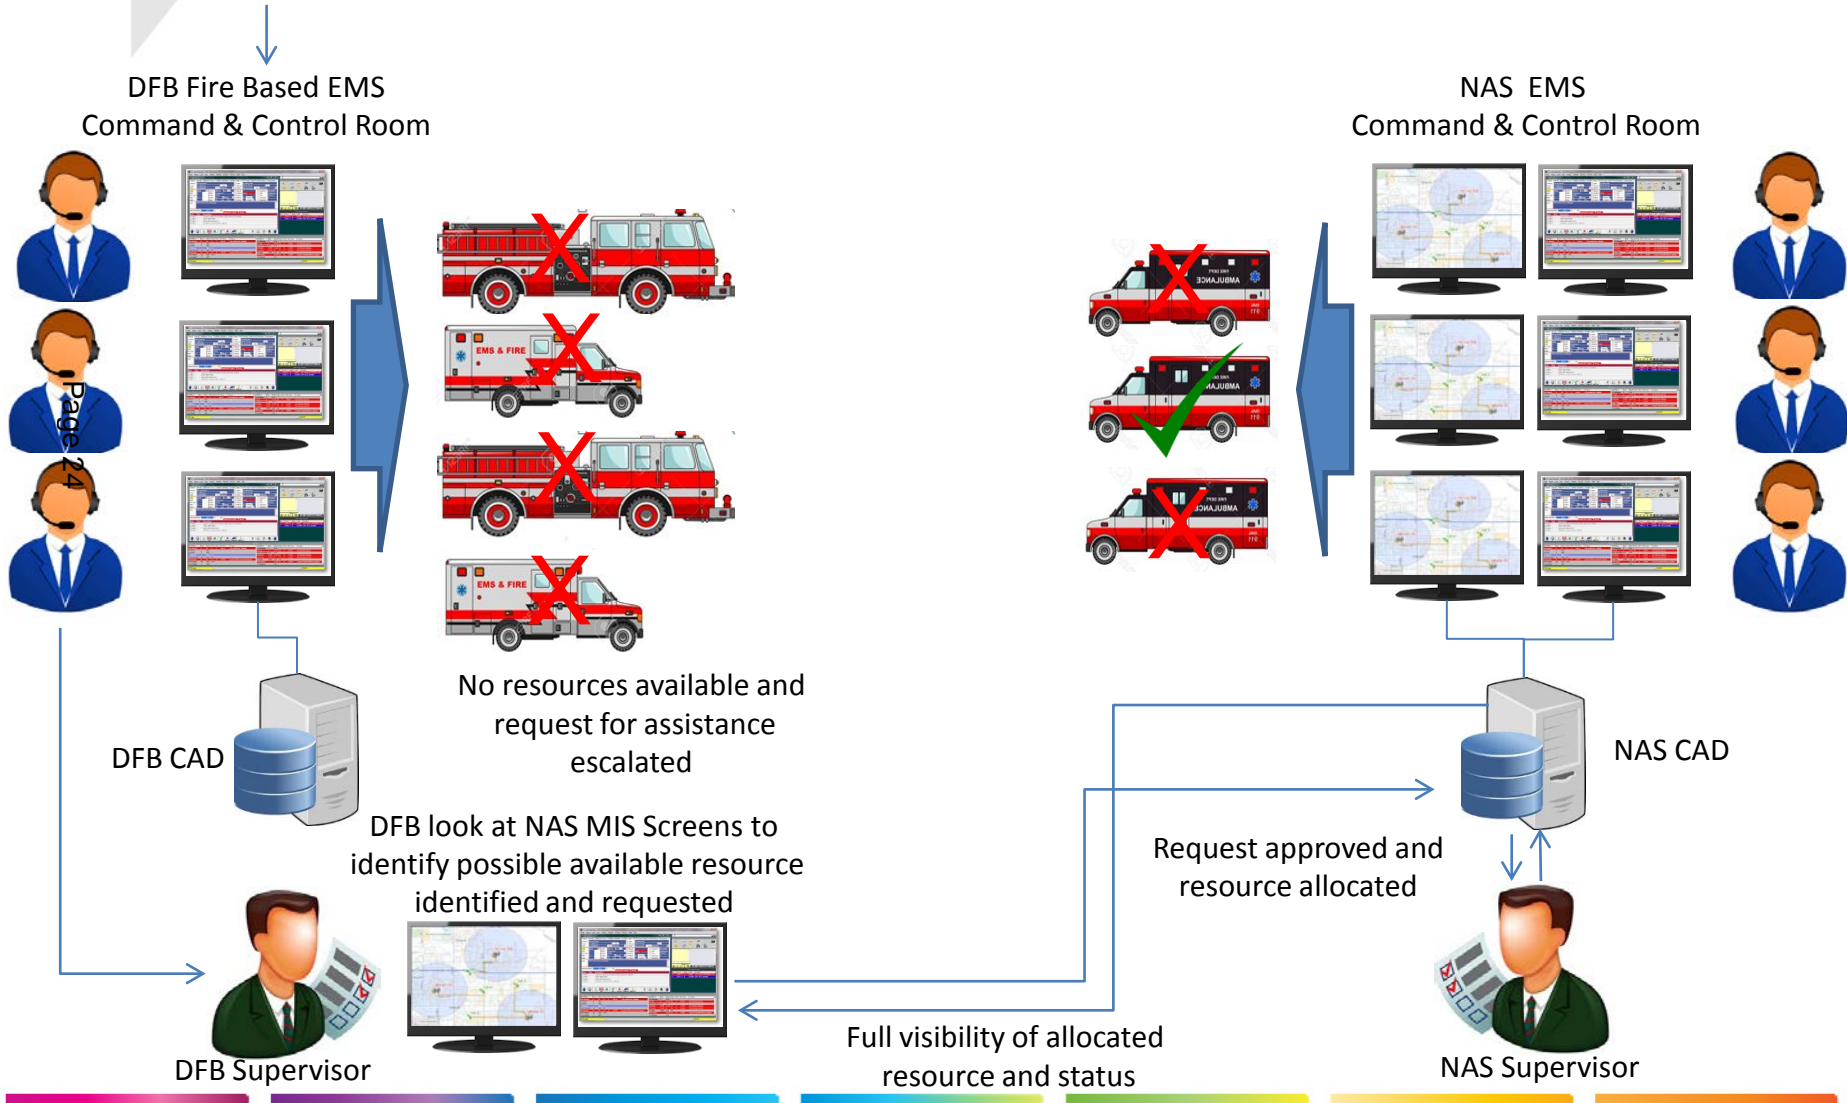 DFB Fire Based EMS
Command & Control Room
NAS EMS
Command & Control Room
Page 24
EMS & FIRE
EMS & FIRE
AMBULANCE
AMBULANCE
AMBULANCE
No resources available and
request for assistance
escalated
DFB CAD
NAS CAD
DFB look at NAS MIS Screens to
identify possible available resource
identified and requested
Request approved and
resource allocated
DFB Supervisor
Full visibility of allocated
resource and status
NAS Supervisor